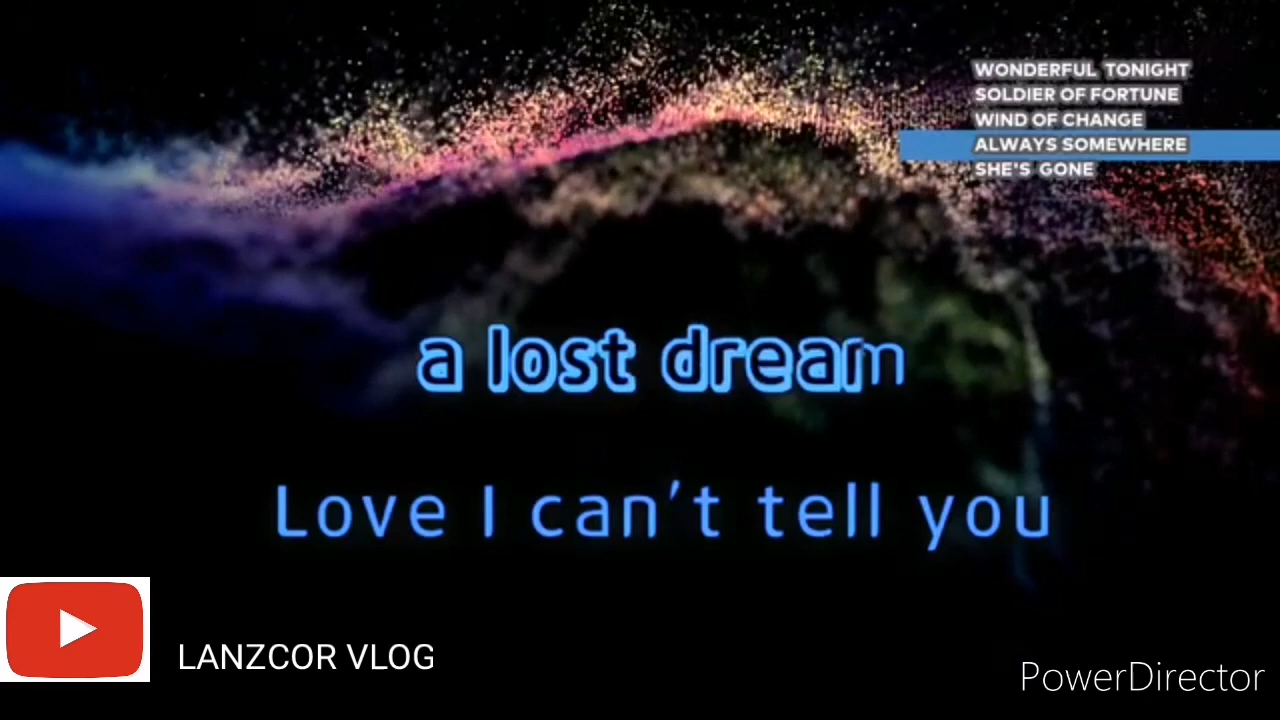 WONDERFUL TONIGHT
SOLDIER OF FORTUNE
WIND OF CHANGE
ALWAYS SOMEWHERE
SHE'S GONE
a lost dream
Love I can't tell you
LANZCOR VLOG
PowerDirector